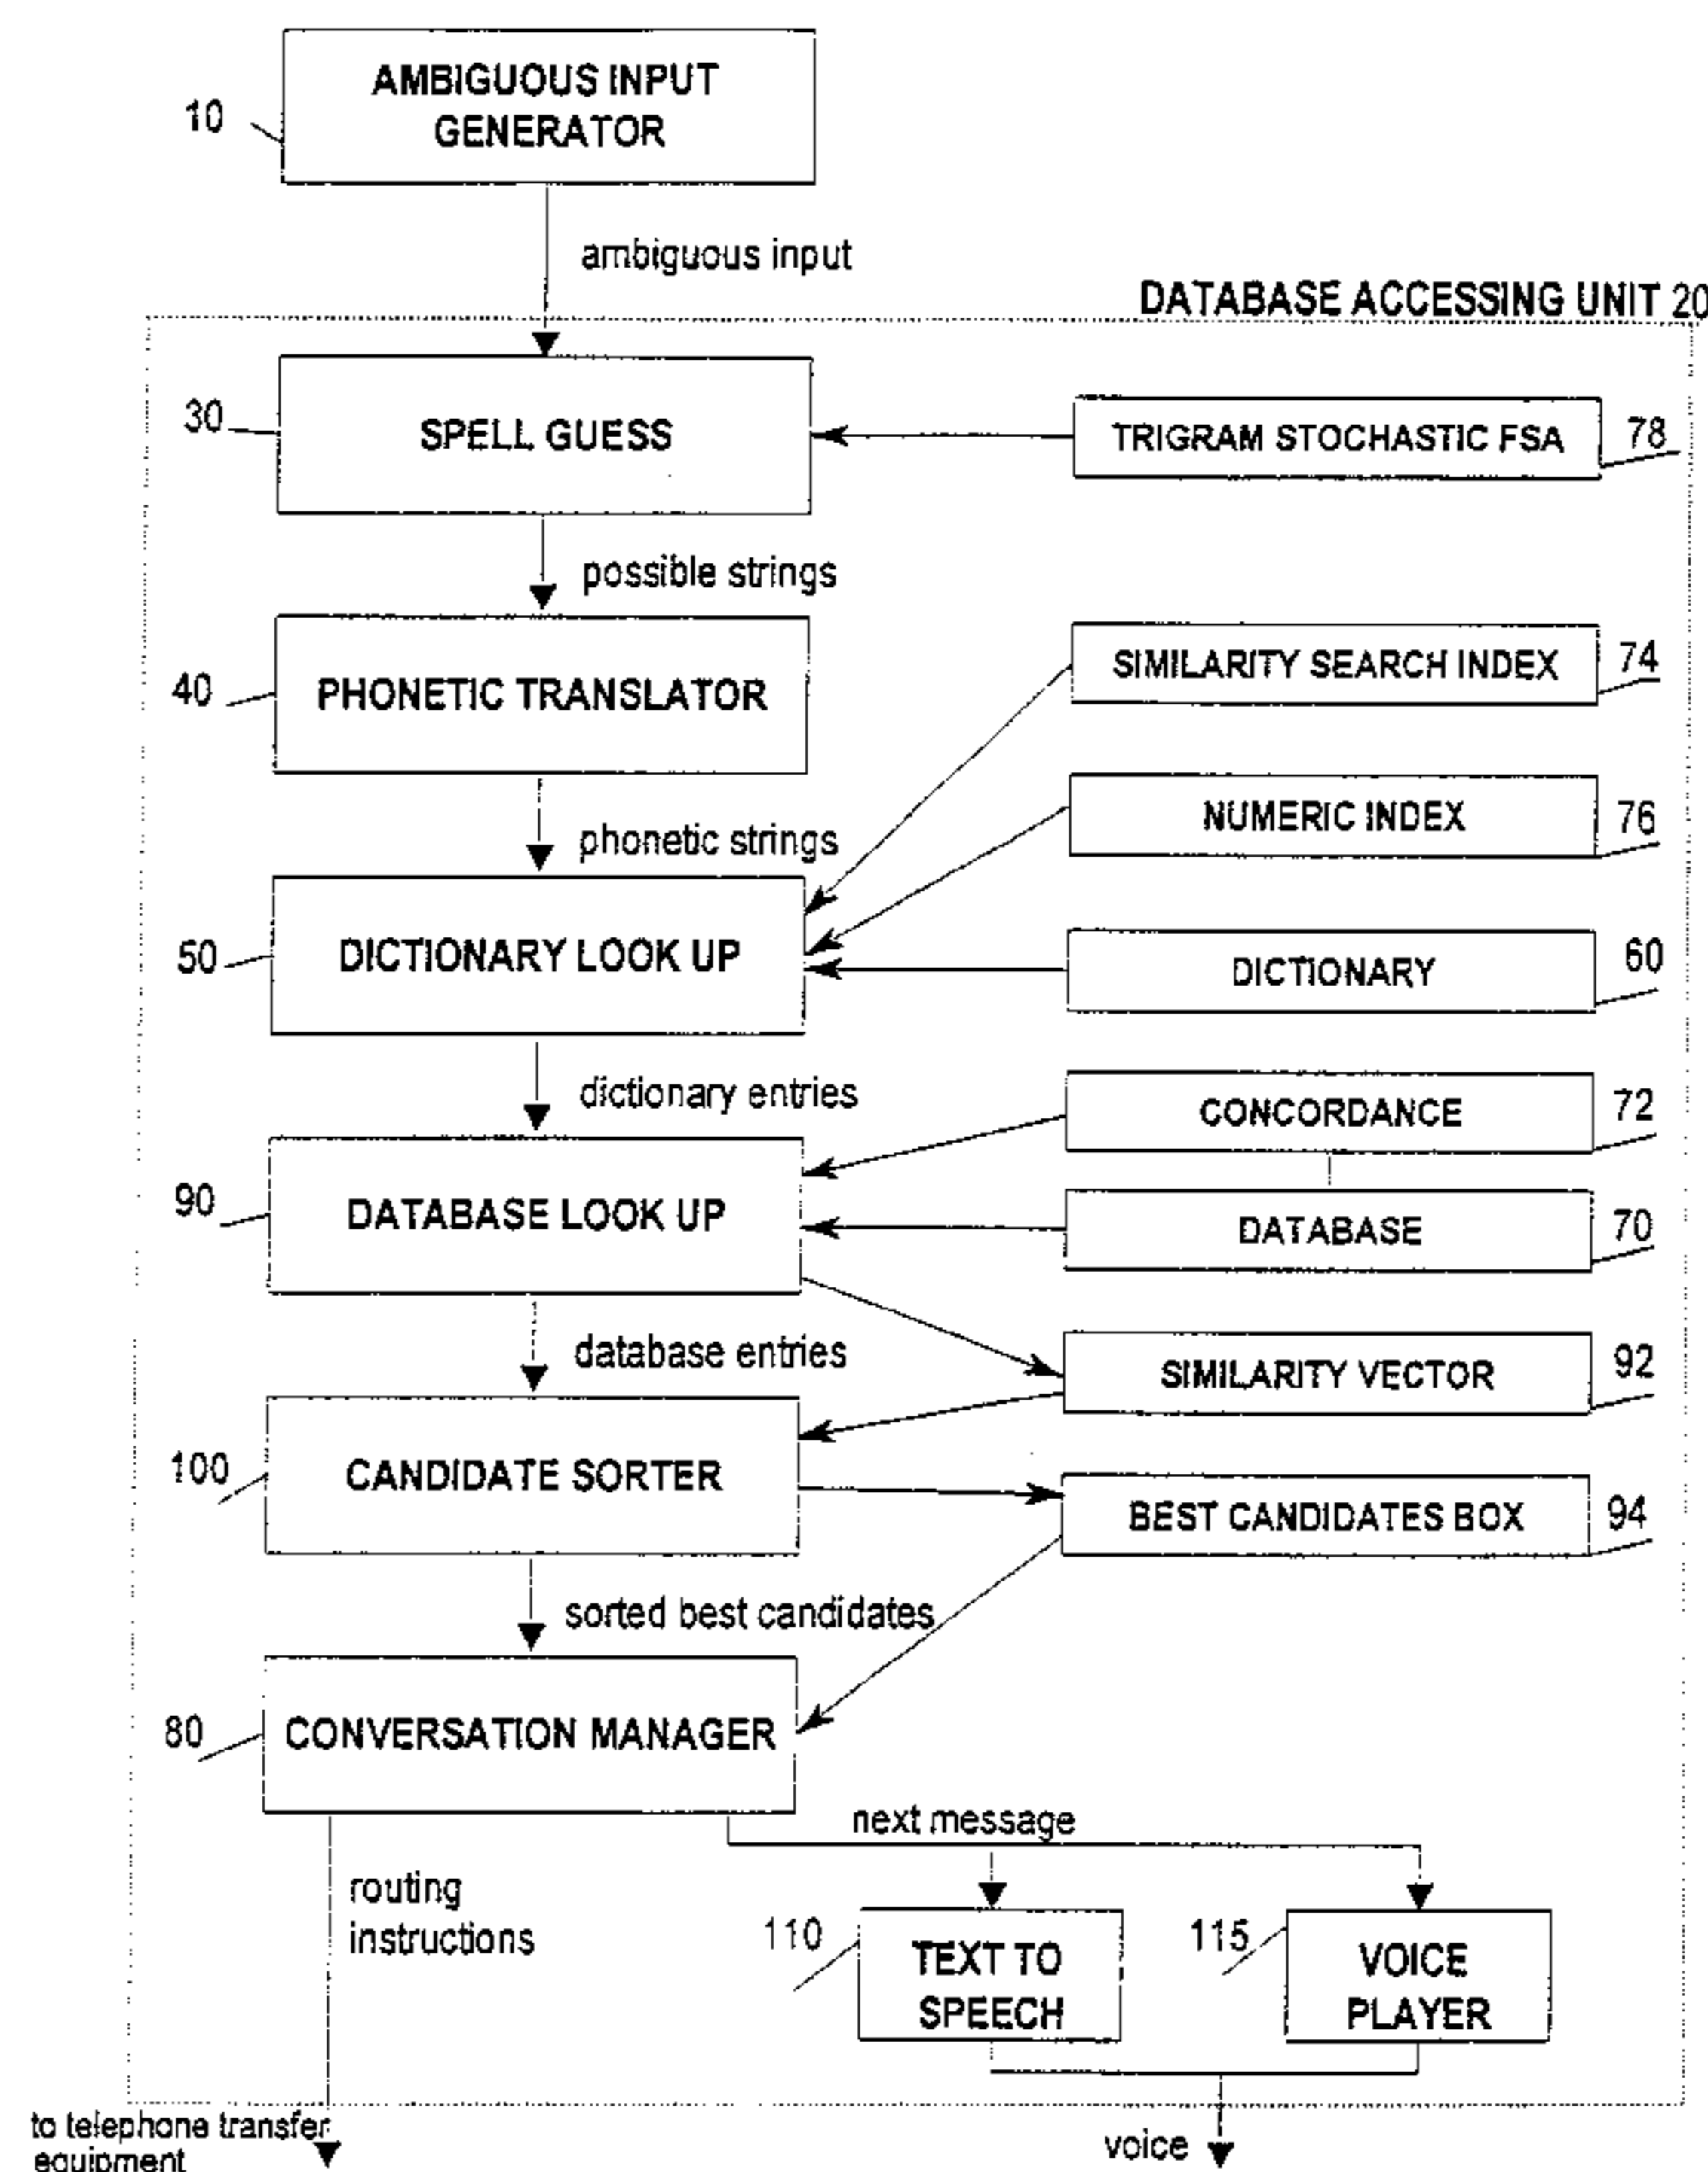 AMBIGUOUS INPUT
GENERATOR
10
ambiguous input
DATABASE ACCESSING UNIT 20
30
SPELL GUESS
TRIGRAM STOCHASTIC FSA
78
possible strings
40
PHONETIC TRANSLATOR
SIMILARITY SEARCH INDEX
74
NUMERIC INDEX
76
phonetic strings
50
DICTIONARY LOOK UP
DICTIONARY
60
dictionary entries
CONCORDANCE
72
90
DATABASE LOOK UP
DATABASE
70
database entries
SIMILARITY VECTOR
92
100
CANDIDATE SORTER
BEST CANDIDATES BOX
94
sorted best candidates
80
CONVERSATION MANAGER
next message
routing
instructions
110
TEXT TO
SPEECH
115
VOICE
PLAYER
to telephone transfer
equipment
voice